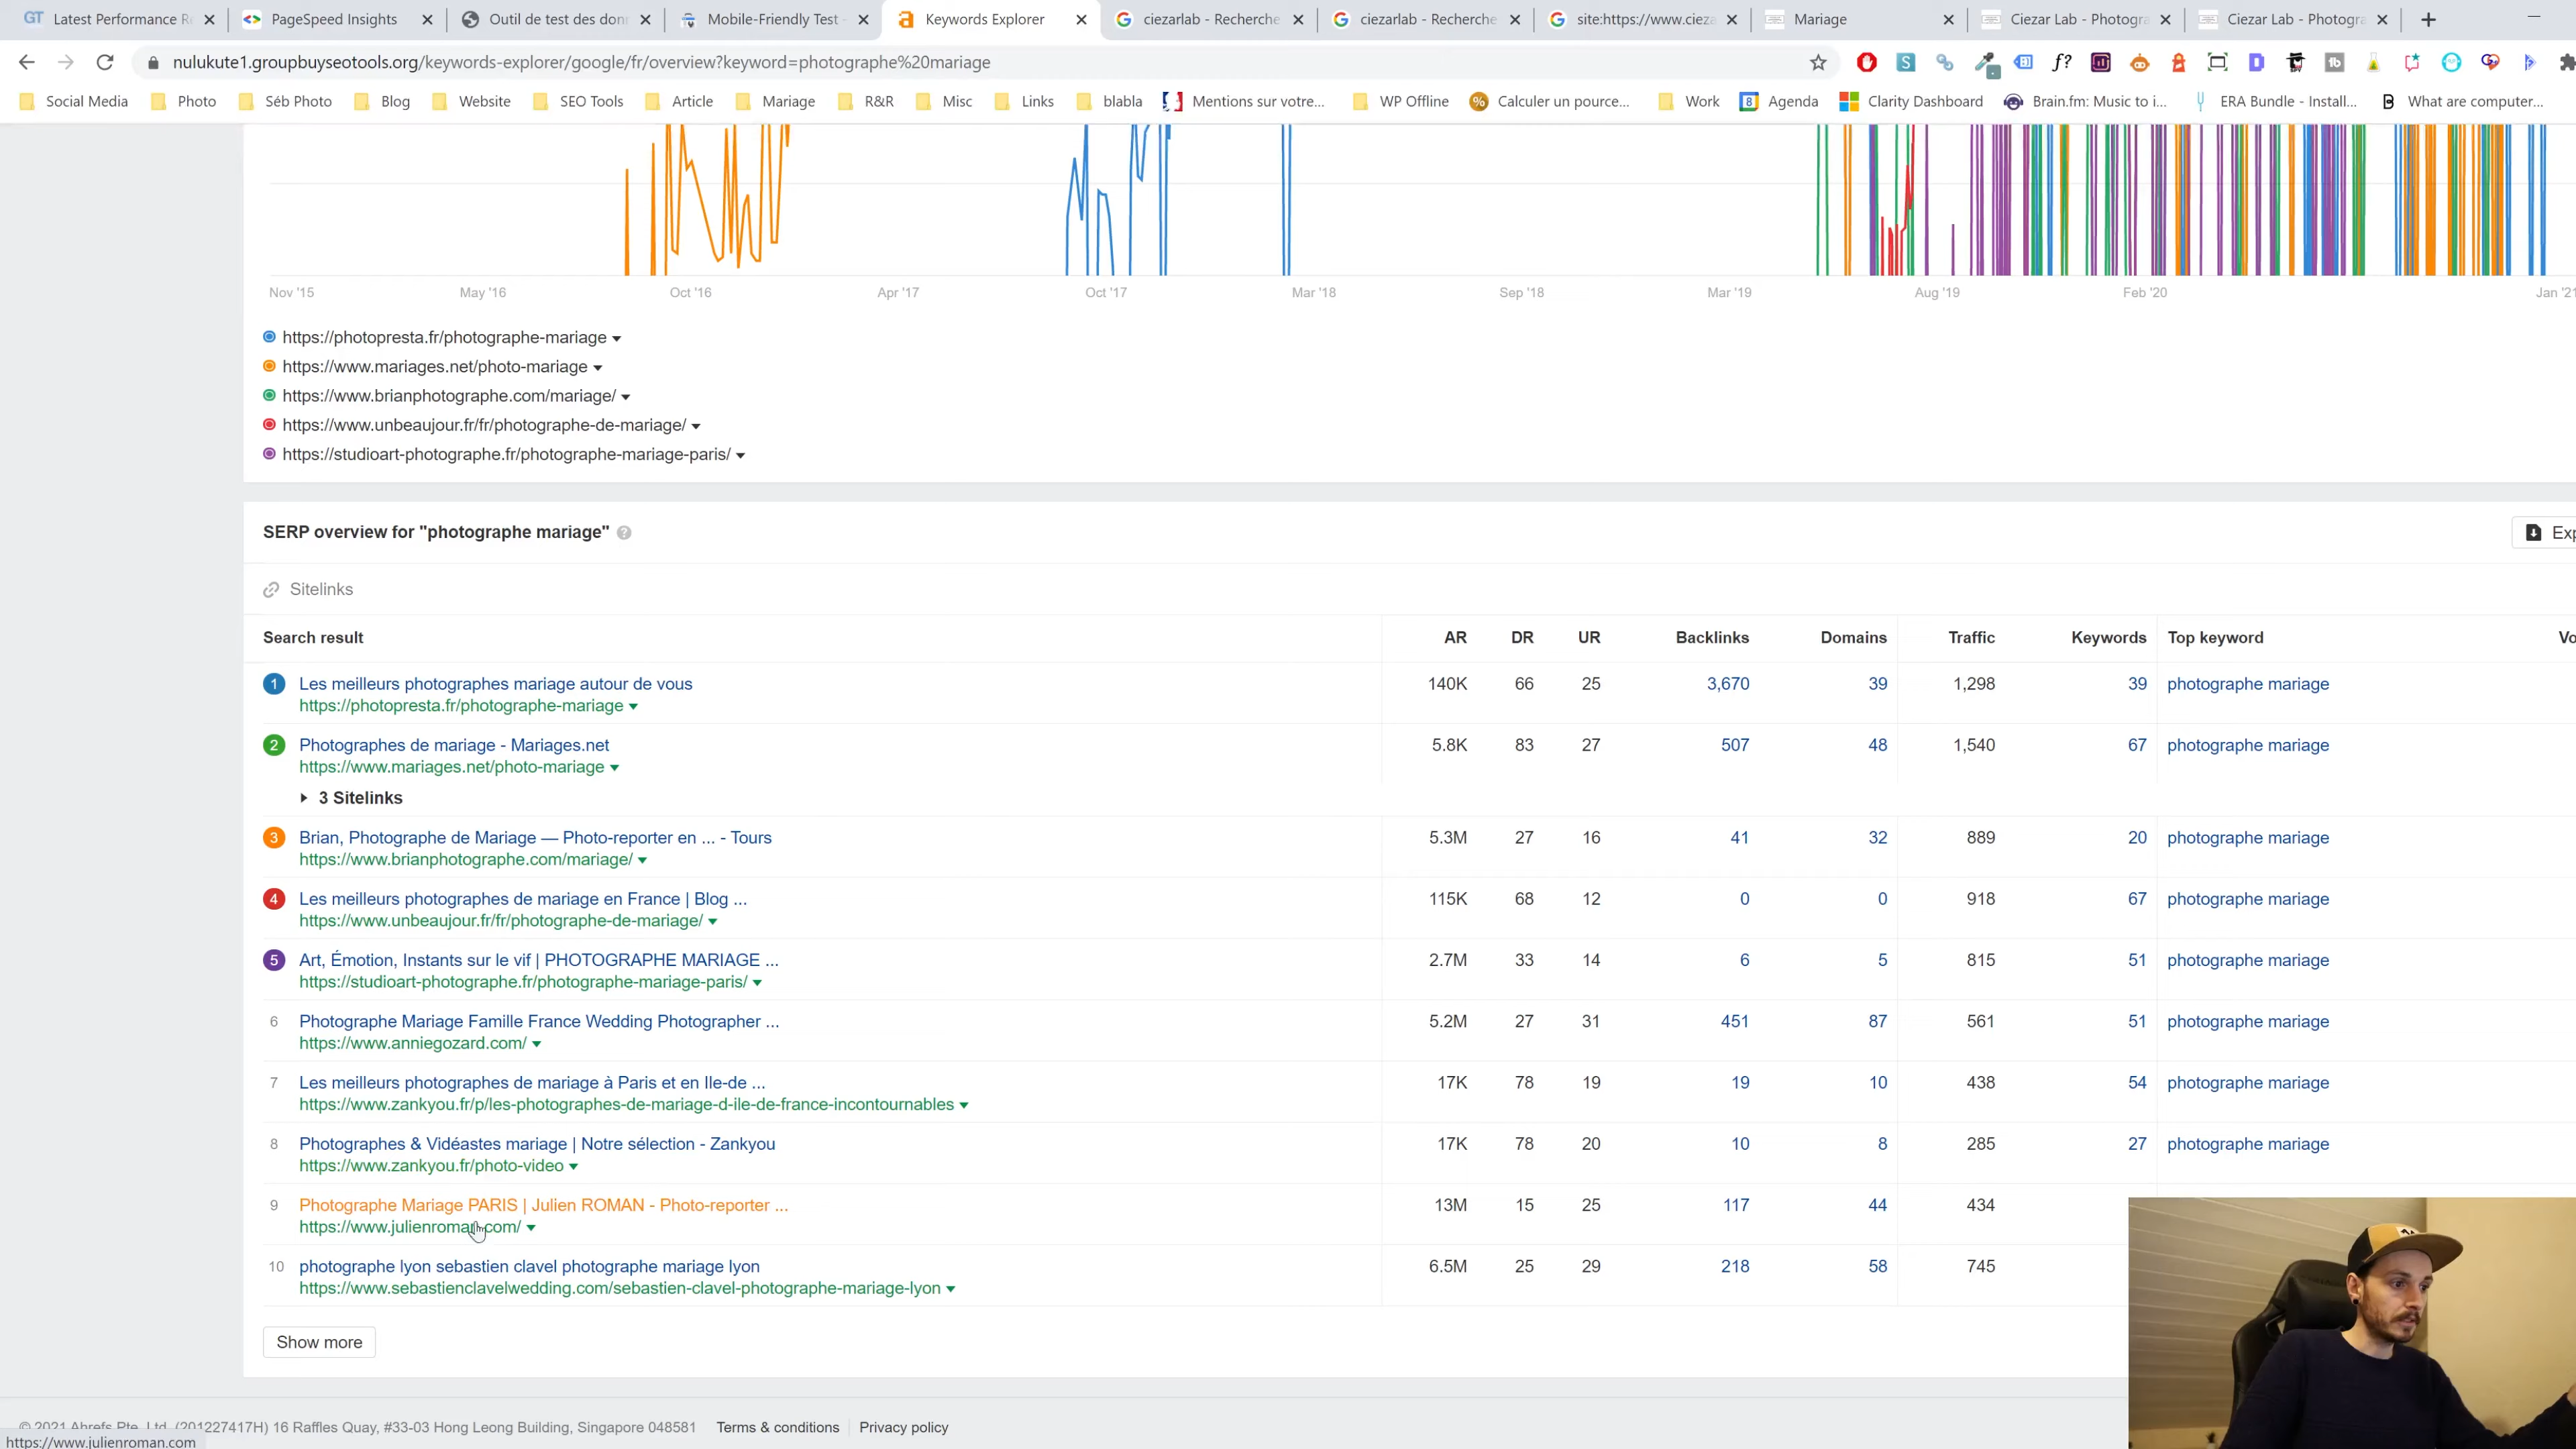 Latest Performance Re
PageSpeed Insights
Outil de test des don
Mobile-Friendly Test -
Keywords Explorer
ciezarlab - Recherche
ciezarlab - Recherche
site:https://www.cieza
Mariage
Ciezar Lab - Photogra
Ciezar Lab - Photogra
nulukute1.groupbuyseotools.org/keywords-explorer/google/fr/overview?keyword=photographe%20mariage
Social Media Photo Séb Photo Blog Website SEO Tools Article Mariage R&R Misc Links blabla Mentions sur votre... WP Offline Calculer un pource... Work Agenda Clarity Dashboard Brain.fm: Music to i... ERA Bundle - Install... What are computer...
Nov '15 May '16 Oct '16 Apr '17 Oct '17 Mar '18 Sep '18 Mar '19 Aug '19 Feb '20 Jan '21
https://photopresta.fr/photographe-mariage
https://www.mariages.net/photo-mariage
https://www.brianphotographe.com/mariage/
https://www.unbeaujour.fr/fr/photographe-de-mariage/
https://studioart-photographe.fr/photographe-mariage-paris/
SERP overview for "photographe mariage" ?
Exp
Sitelinks
Search result AR DR UR Backlinks Domains Traffic Keywords Top keyword Vo
1 Les meilleurs photographes mariage autour de vous 140K 66 25 3,670 39 1,298 39 photographe mariage
https://photopresta.fr/photographe-mariage
2 Photographes de mariage - Mariages.net 5.8K 83 27 507 48 1,540 67 photographe mariage
https://www.mariages.net/photo-mariage
3 Sitelinks
3 Brian, Photographe de Mariage — Photo-reporter en ... - Tours 5.3M 27 16 41 32 889 20 photographe mariage
https://www.brianphotographe.com/mariage/
4 Les meilleurs photographes de mariage en France | Blog ... 115K 68 12 0 0 918 67 photographe mariage
https://www.unbeaujour.fr/fr/photographe-de-mariage/
5 Art, Émotion, Instants sur le vif | PHOTOGRAPHE MARIAGE ... 2.7M 33 14 6 5 815 51 photographe mariage
https://studioart-photographe.fr/photographe-mariage-paris/
6 Photographe Mariage Famille France Wedding Photographer ... 5.2M 27 31 451 87 561 51 photographe mariage
https://www.anniegozard.com/
7 Les meilleurs photographes de mariage à Paris et en Ile-de ... 17K 78 19 19 10 438 54 photographe mariage
https://www.zankyou.fr/p/les-photographes-de-mariage-d-ile-de-france-incontournables
8 Photographes & Vidéastes mariage | Notre sélection - Zankyou 17K 78 20 10 8 285 27 photographe mariage
https://www.zankyou.fr/photo-video
9 Photographe Mariage PARIS | Julien ROMAN - Photo-reporter ... 13M 15 25 117 44 434
https://www.julienroman.com/
10 photographe lyon sebastien clavel photographe mariage lyon 6.5M 25 29 218 58 745
https://www.sebastienclavelwedding.com/sebastien-clavel-photographe-mariage-lyon
Show more
© 2021 Ahrefs Pte. Ltd. (201227417H) 16 Raffles Quay, #33-03 Hong Leong Building, Singapore 048581 Terms & conditions Privacy policy
https://www.julienroman.com